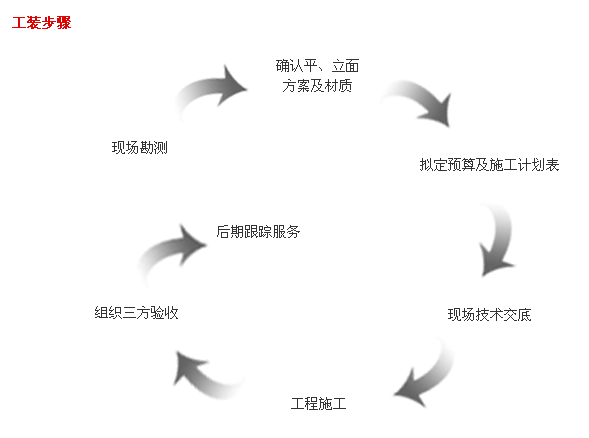 工装步骤
现场勘测
确认平、立面
方案及材质
拟定预算及施工计划表
现场技术交底
工程施工
组织三方验收
后期跟踪服务